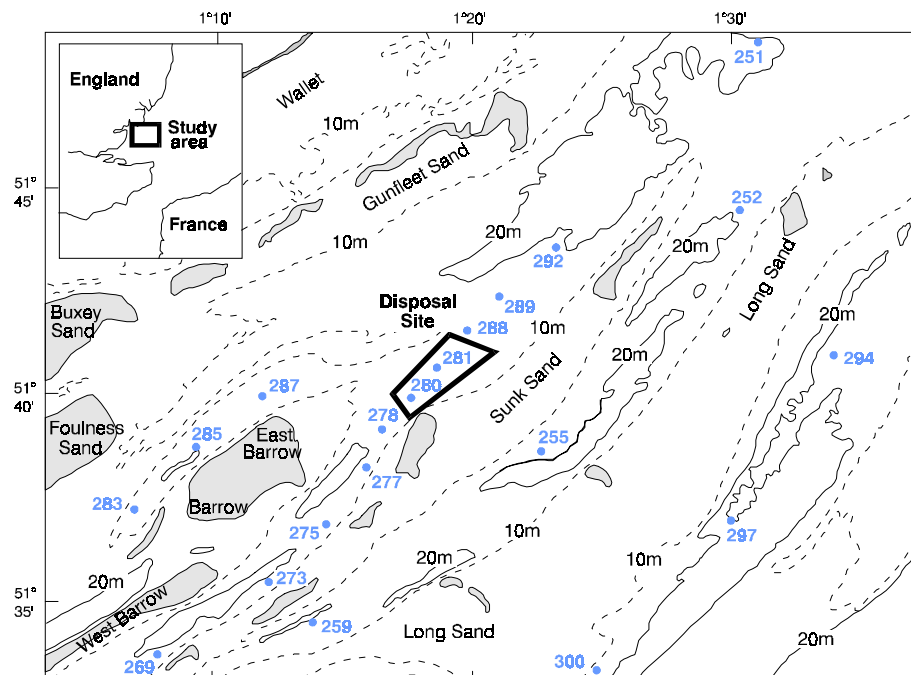 1°10'
1°20'
1°30'
England
Study
area
France
Wallet
10m
Gunfleet Sand
251
51°
45'
10m
20m
292
252
20m
Long Sand
Disposal
Site
289
288
10m
20m
Buxey
Sand
281
294
20m
51°
40'
287
280
Sunk Sand
278
Foulness
Sand
285
East
Barrow
255
277
283
Barrow
275
10m
297
20m
20m
10m
51°
35'
273
West Barrow
259
Long Sand
20m
269
300